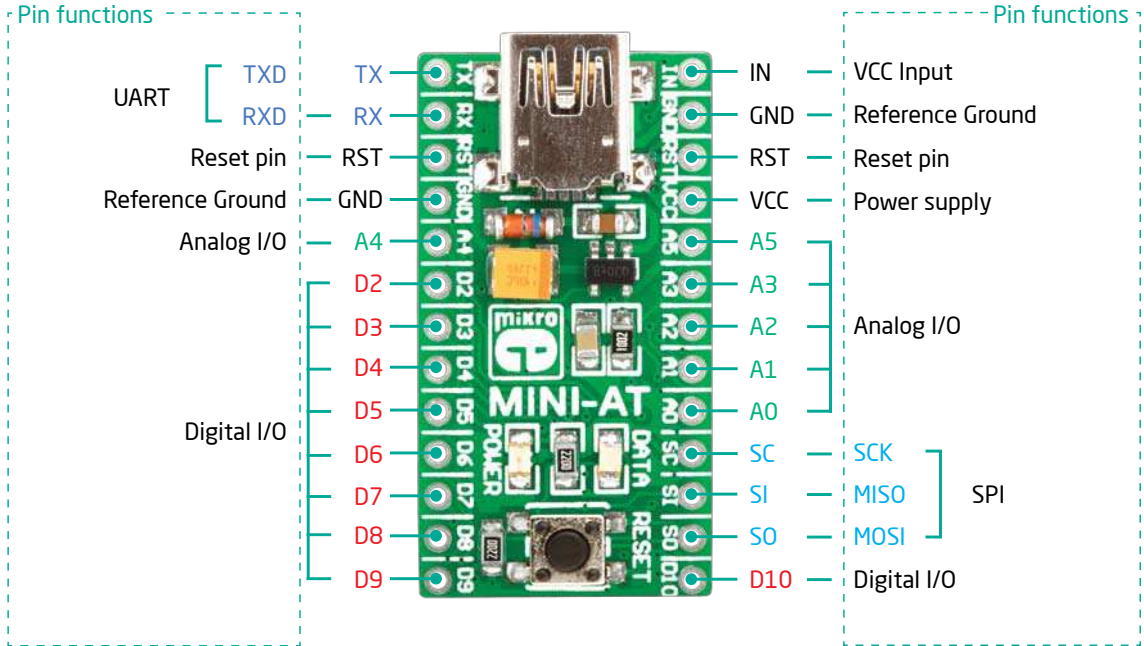 Pin functions
Pin functions
UART
TXD
TX
RXD
RX
Reset pin
RST
Reference Ground
GND
Analog I/O
A4
D2
D3
D4
D5
Digital I/O
D6
D7
D8
D9
TX
RX
RST
GND
A4
D2
D3
D4
D5
D6
D7
D8
D9
mikro
e
1002
MINI-AT
POWER
2200
DATA
2200
RESET
IN
GND
RST
VCC
A5
A3
A2
A1
A0
SC
SI
SO
D10
IN
VCC Input
GND
Reference Ground
RST
Reset pin
VCC
Power supply
A5
A3
A2
Analog I/O
A1
A0
SC
SCK
SI
MISO
SPI
SO
MOSI
D10
Digital I/O